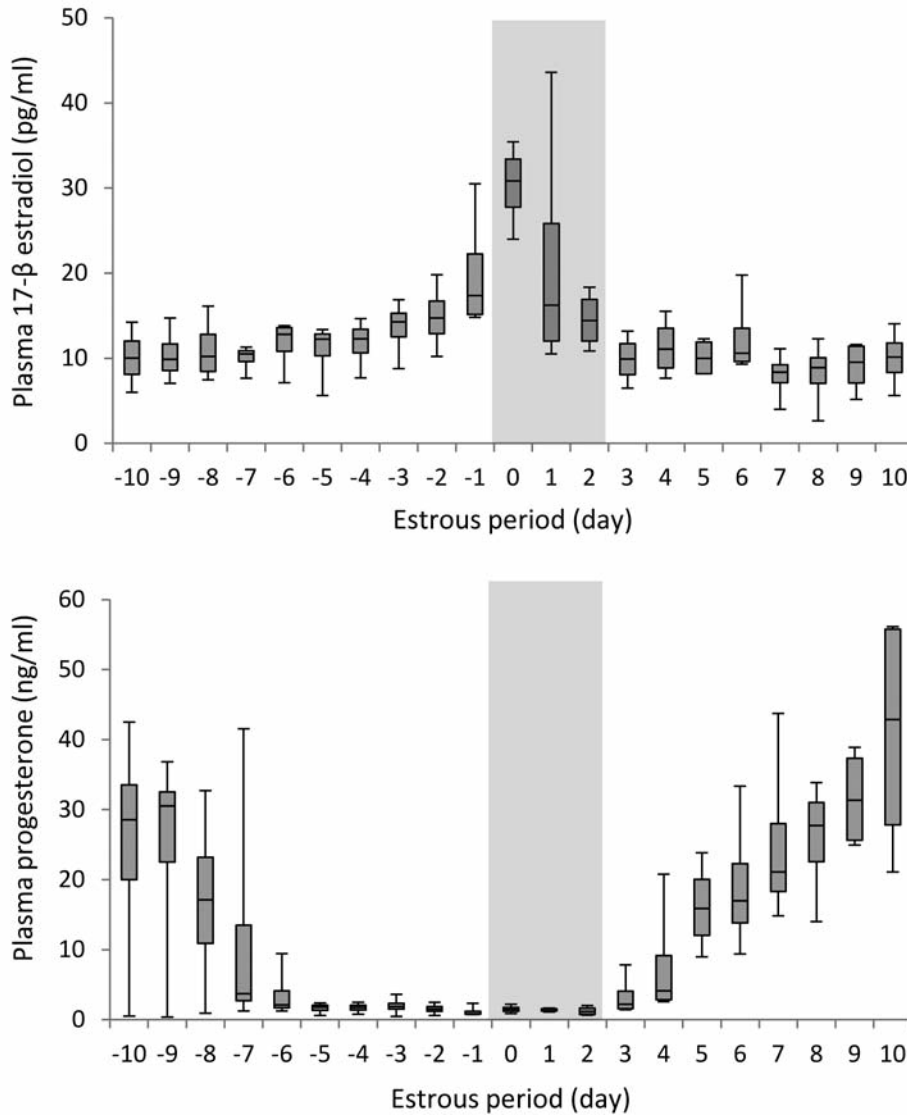 Plasma 17-β estradiol (pg/ml)
50
40
30
20
10
0
-10 -9 -8 -7 -6 -5 -4 -3 -2 -1 0 1 2 3 4 5 6 7 8 9 10
Estrous period (day)
Plasma progesterone (ng/ml)
60
50
40
30
20
10
0
-10 -9 -8 -7 -6 -5 -4 -3 -2 -1 0 1 2 3 4 5 6 7 8 9 10
Estrous period (day)